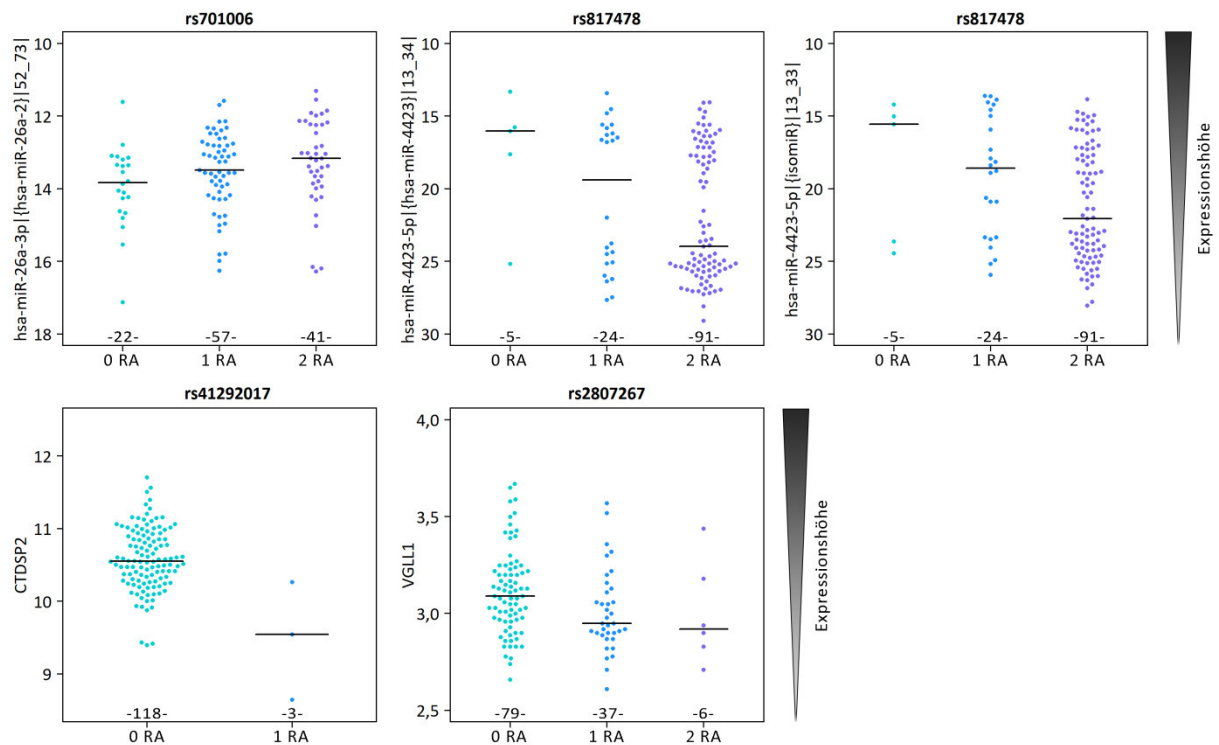 rs701006
hsa-miR-26a-3p|{hsa-miR-26a-2}|52_73|
10
12
14
16
18
-22-
-57-
-41-
0 RA
1 RA
2 RA
rs817478
hsa-miR-4423-5p|{hsa-miR-4423}|13_34|
10
15
20
25
30
-5-
-24-
-91-
0 RA
1 RA
2 RA
rs817478
hsa-miR-4423-5p|{isomiR}|13_33|
10
15
20
25
30
-5-
-24-
-91-
0 RA
1 RA
2 RA
Expressionshöhe
rs41292017
CTDSP2
12
11
10
9
-118-
-3-
0 RA
1 RA
rs2807267
VGLL1
4,0
3,5
3,0
2,5
-79-
-37-
-6-
0 RA
1 RA
2 RA
Expressionshöhe